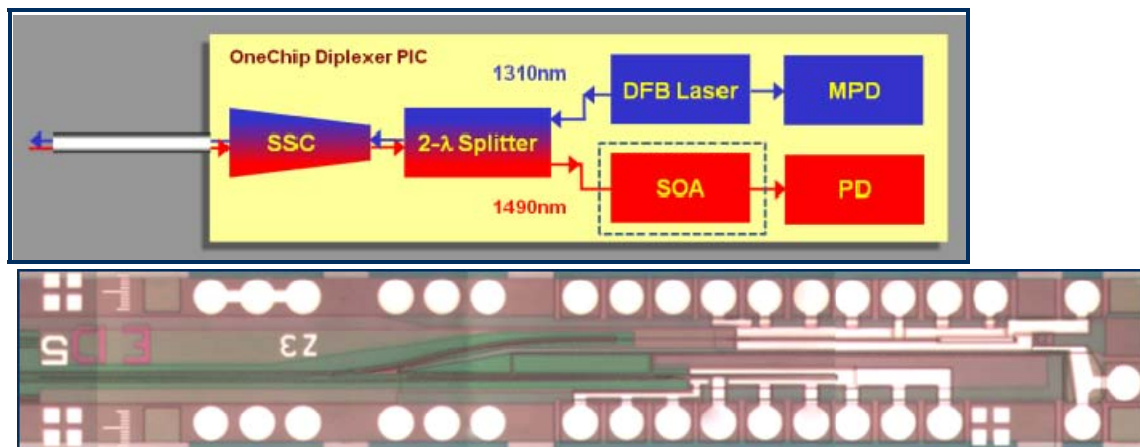 OneChip Diplexer PIC
1310nm
DFB Laser
MPD
SSC
2-λ Splitter
1490nm
SOA
PD
Z3